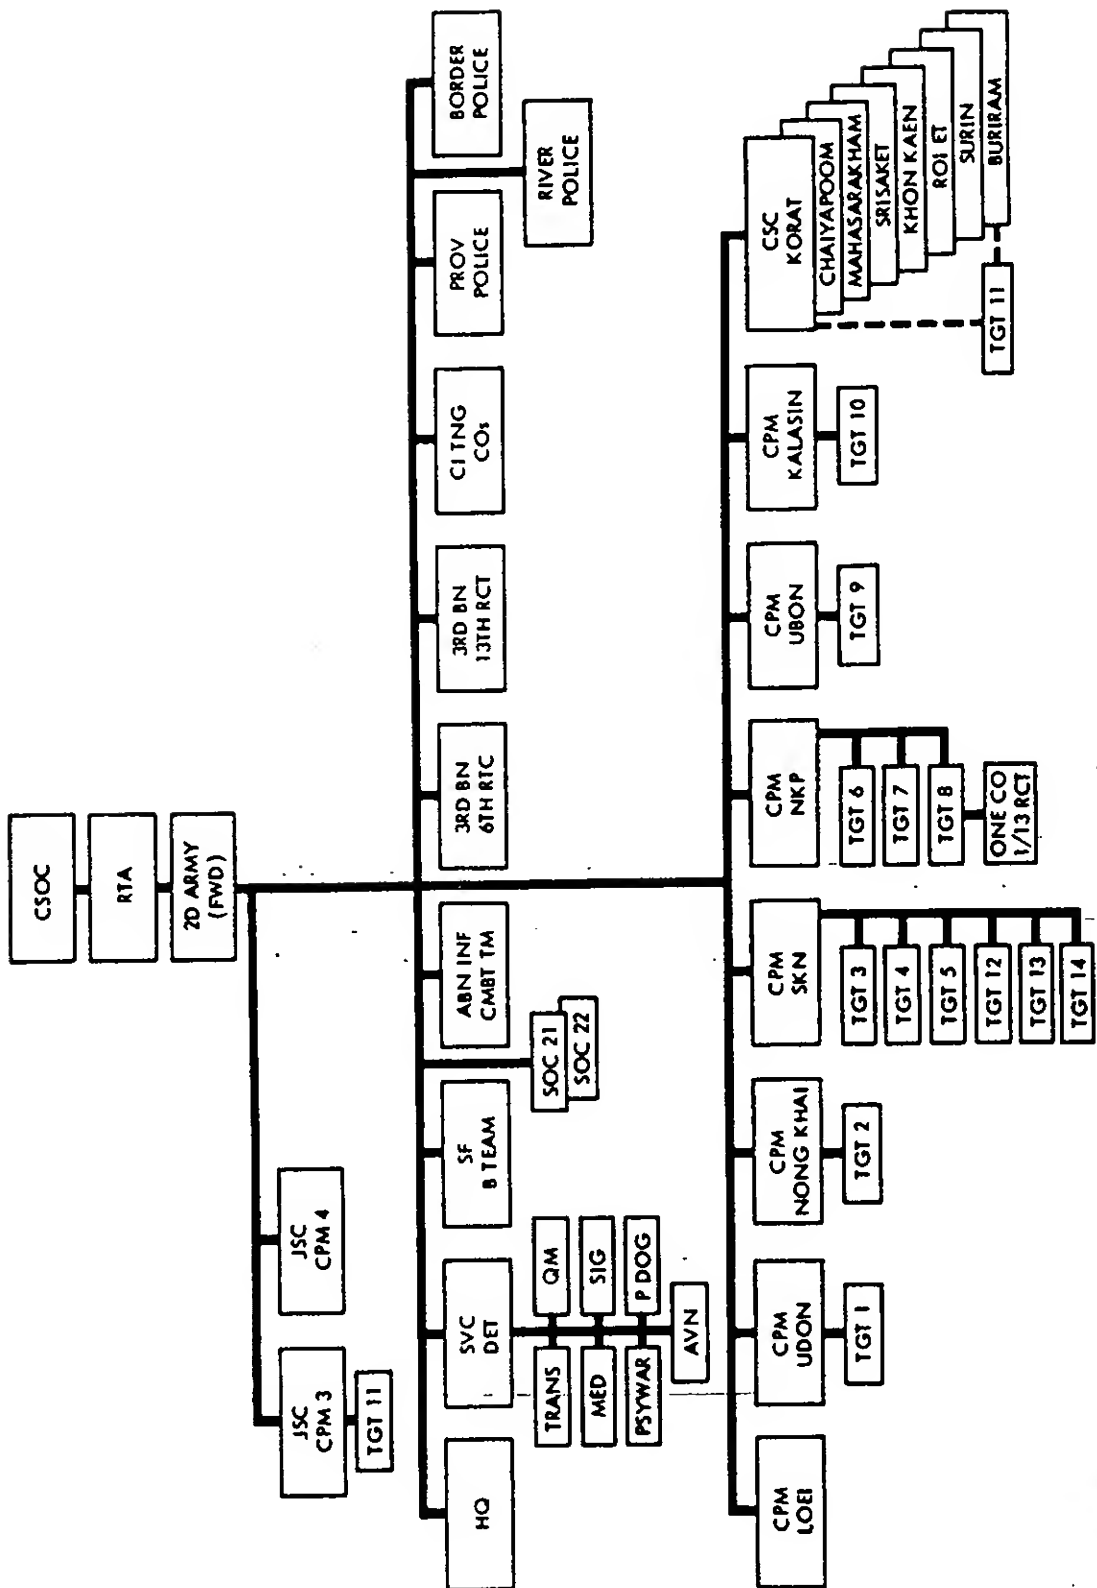 CSOC
RTA
2D ARMY
(FWD)
JSC
CPM 3
TGT 11
JSC
CPM 4
HQ
SVC
DET
TRANS
QM
MED
SIG
PSYWAR
P DOG
AVN
SF
B TEAM
SOC 21
SOC 22
ABN INF
CMBT TM
3RD BN
6TH RTC
3RD BN
13TH RCT
CI TNG
COs
PROV
POLICE
RIVER
POLICE
BORDER
POLICE
CPM
LOEI
CPM
UDON
TGT 1
CPM
NONG KHAI
TGT 2
CPM
SKN
TGT 3
TGT 4
TGT 5
TGT 12
TGT 13
TGT 14
CPM
NKP
TGT 6
TGT 7
TGT 8
ONE CO
1/13 RCT
CPM
UBON
TGT 9
CPM
KALASIN
TGT 10
CSC
KORAT
CHAIYAPOOM
MAHASARAKHAM
SRISAKET
KHON KAEN
ROI ET
SURIN
BURIRAM
TGT 11